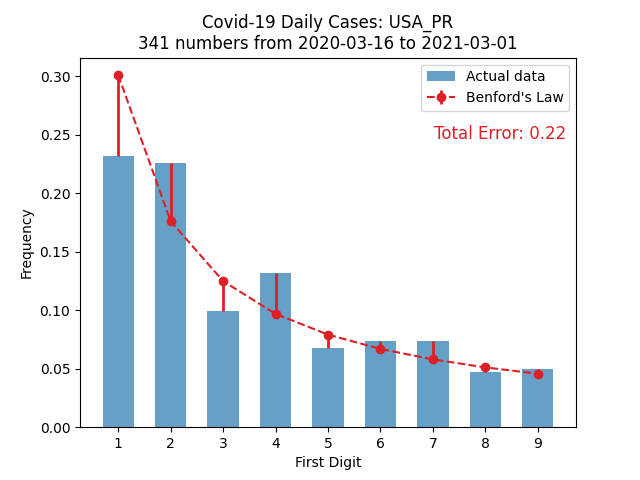 Covid-19 Daily Cases: USA_PR
341 numbers from 2020-03-16 to 2021-03-01
Actual data
Benford's Law
Total Error: 0.22
0.30
0.25
0.20
0.15
0.10
0.05
0.00
Frequency
1 2 3 4 5 6 7 8 9
First Digit